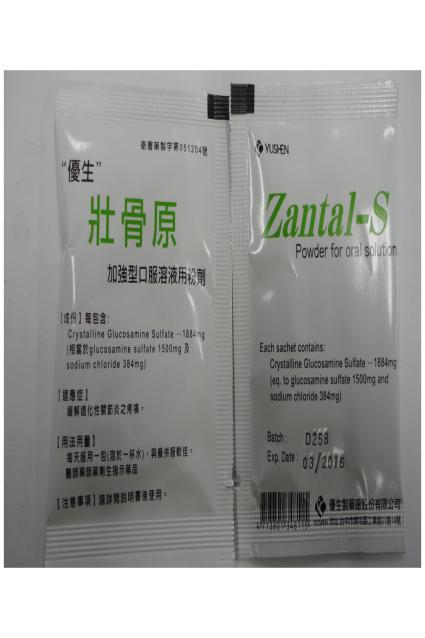 衛署藥製字第051204號
“優生”
壯骨原
加強型口服溶液用粉劑
【成份】每包含:
Crystalline Glucosamine Sulfate …1884mg
(相當於glucosamine sulfate 1500mg 及
sodium chloride 384mg)
【適應症】
緩解退化性關節炎之疼痛。
【用法用量】
每天服用一包(溶於一杯水)，與餐併服較佳。
醫師藥師藥劑生指示藥品
【注意事項】請詳閱說明書後使用。
YUSHEN
Zantal-S
Powder for oral solution
Each sachet contains:
Crystalline Glucosamine Sulfate …1884mg
(eq. to glucosamine sulfate 1500mg and
sodium chloride 384mg)
Batch : D258
Exp. Date : 03/2016
優生製藥廠股份有限公司
YUSHEN